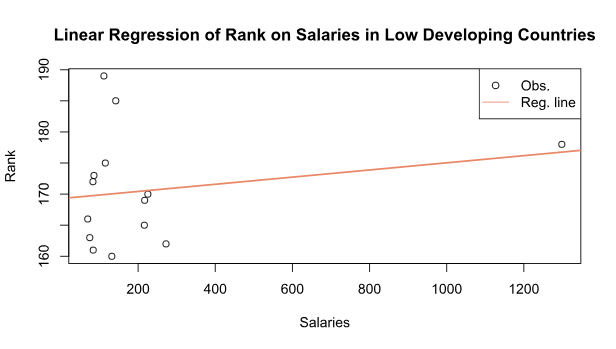 Linear Regression of Rank on Salaries in Low Developing Countries
Obs.
Reg. line
Rank
190
180
170
160
200
400
600
800
1000
1200
Salaries